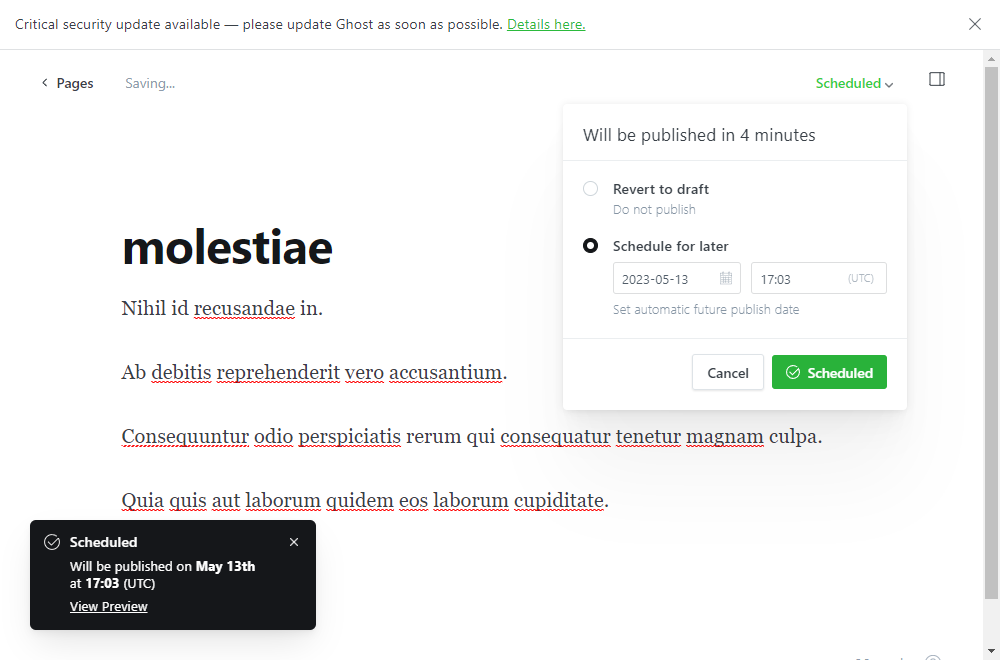 Critical security update available — please update Ghost as soon as possible. Details here.
Pages
Saving...
Scheduled
Will be published in 4 minutes
Revert to draft
Do not publish
Schedule for later
2023-05-13
17:03
(UTC)
Set automatic future publish date
Cancel
Scheduled
molestiae
Nihil id recusandae in.
Ab debitis reprehenderit vero accusantium.
Consequuntur odio perspiciatis rerum qui consequatur tenetur magnam culpa.
Quia quis aut laborum quidem eos laborum cupiditate.
Scheduled
Will be published on May 13th
at 17:03 (UTC)
View Preview